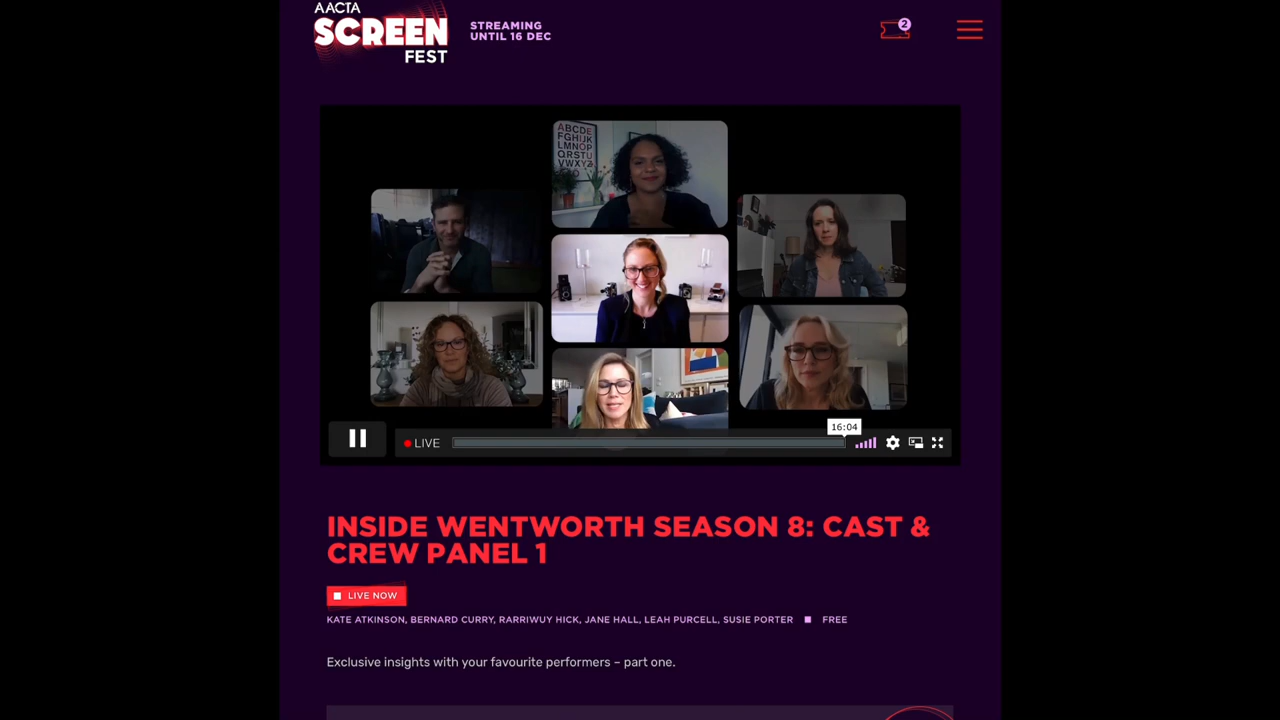 AACTA
SCREEN
FEST
STREAMING
UNTIL 16 DEC
2
ABCDE
FGHIJK
LMNOP
QRSTU
VWXYZ
16:04
LIVE
INSIDE WENTWORTH SEASON 8: CAST &
CREW PANEL 1
LIVE NOW
KATE ATKINSON, BERNARD CURRY, RARRIWUY HICK, JANE HALL, LEAH PURCELL, SUSIE PORTER FREE
Exclusive insights with your favourite performers – part one.